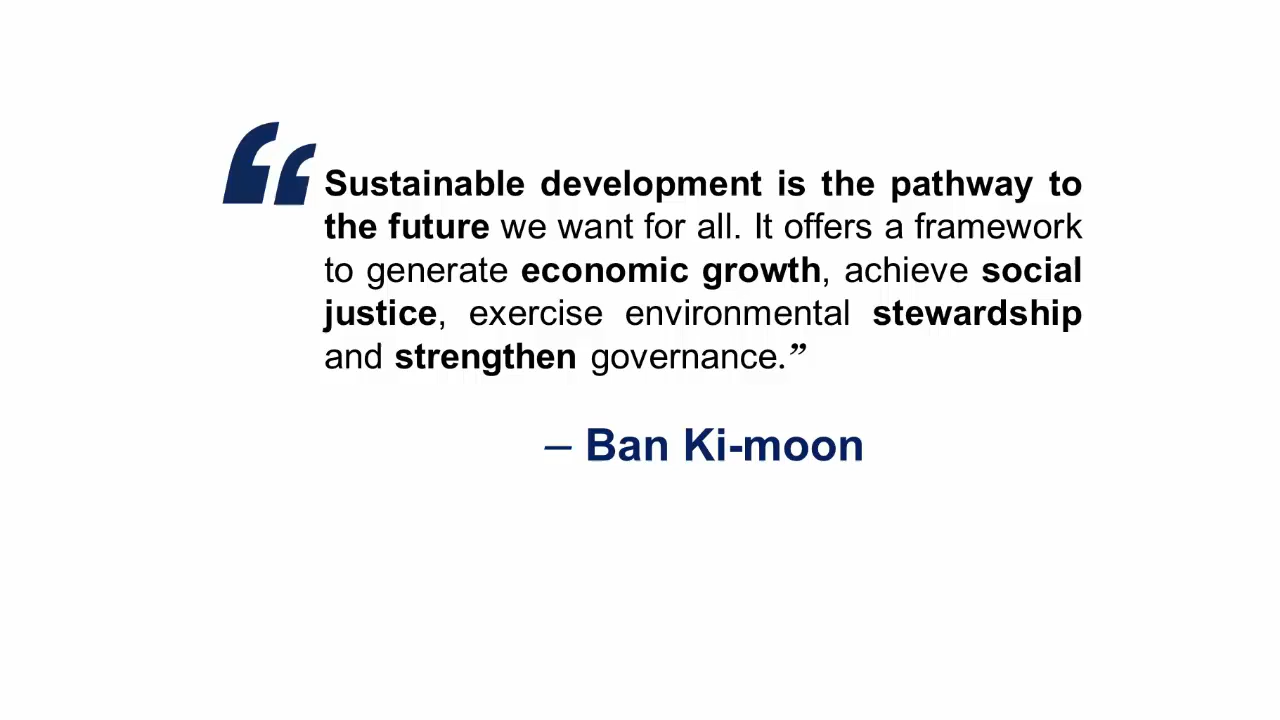 “Sustainable development is the pathway to
the future we want for all. It offers a framework
to generate economic growth, achieve social
justice, exercise environmental stewardship
and strengthen governance.”
– Ban Ki-moon